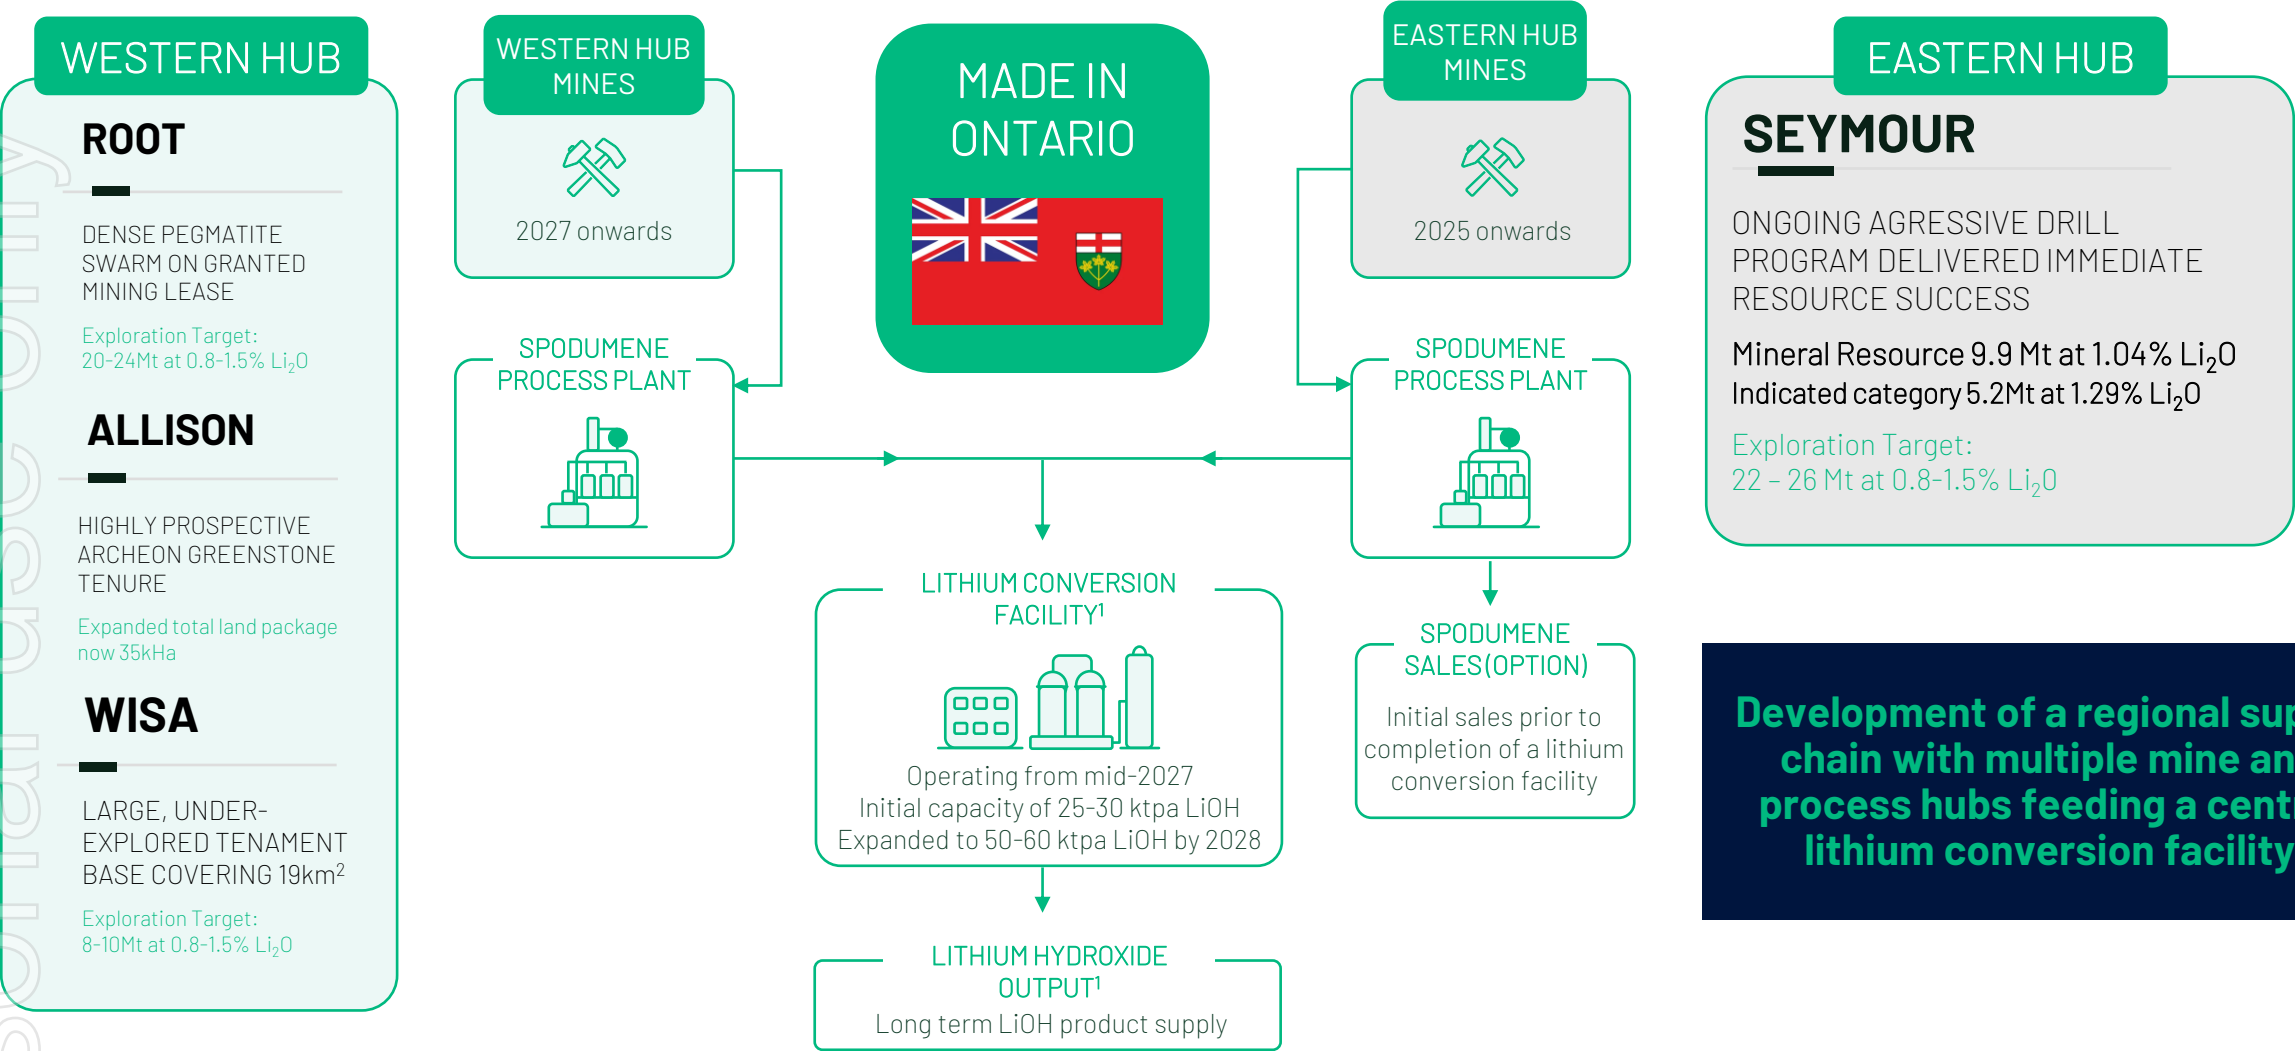 WESTERN HUB
ROOT
DENSE PEGMATITE
SWARM ON GRANTED
MINING LEASE
Exploration Target:
20-24Mt at 0.8-1.5% Li₂O
ALLISON
HIGHLY PROSPECTIVE
ARCHEON GREENSTONE
TENURE
Expanded total land package
now 35kHa
WISA
LARGE, UNDER-
EXPLORED TENAMENT
BASE COVERING 19km²
Exploration Target:
8-10Mt at 0.8-1.5% Li₂O
WESTERN HUB
MINES
2027 onwards
SPODUMENE
PROCESS PLANT
MADE IN
ONTARIO
EASTERN HUB
MINES
2025 onwards
SPODUMENE
PROCESS PLANT
LITHIUM CONVERSION
FACILITY¹
Operating from mid-2027
Initial capacity of 25-30 ktpa LiOH
Expanded to 50-60 ktpa LiOH by 2028
SPODUMENE
SALES (OPTION)
Initial sales prior to
completion of a lithium
conversion facility
LITHIUM HYDROXIDE
OUTPUT¹
Long term LiOH product supply
EASTERN HUB
SEYMOUR
ONGOING AGRESSIVE DRILL
PROGRAM DELIVERED IMMEDIATE
RESOURCE SUCCESS
Mineral Resource 9.9 Mt at 1.04% Li₂O
Indicated category 5.2Mt at 1.29% Li₂O
Exploration Target:
22 – 26 Mt at 0.8-1.5% Li₂O
Development of a regional
chain with multiple mine
process hubs feeding a
lithium conversion facility